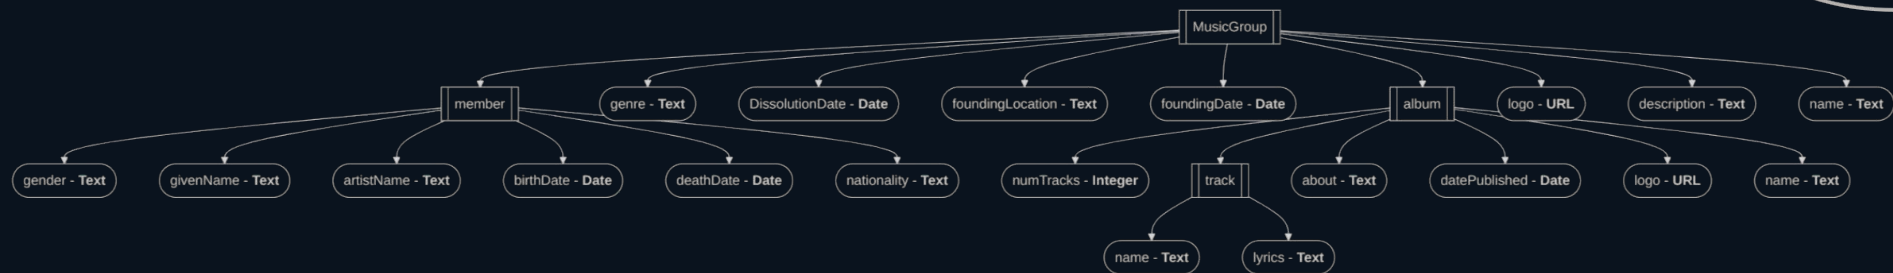 MusicGroup
member
genre - Text
DissolutionDate - Date
foundingLocation - Text
foundingDate - Date
album
logo - URL
description - Text
name - Text
gender - Text
givenName - Text
artistName - Text
birthDate - Date
deathDate - Date
nationality - Text
numTracks - Integer
track
about - Text
datePublished - Date
logo - URL
name - Text
name - Text
lyrics - Text